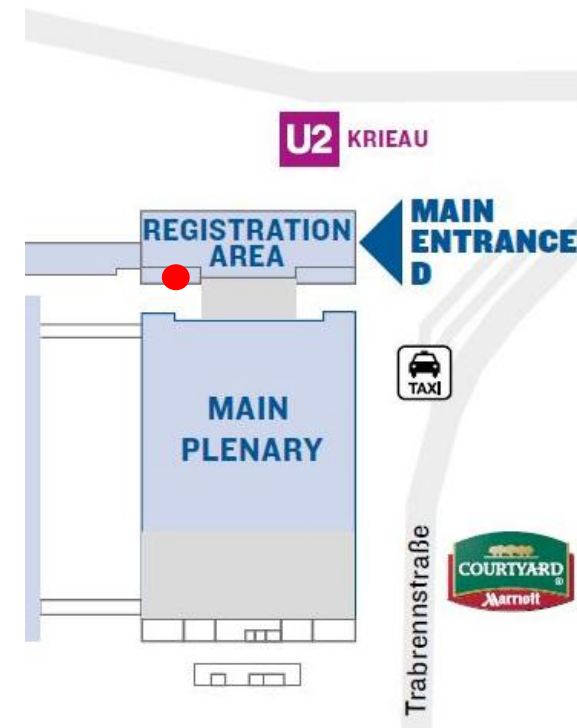 U2 KRIEAU
REGISTRATION
AREA
MAIN
ENTRANCE
D
TAXI
MAIN
PLENARY
Trabrennstraße
COURTYARD
®
Marriott